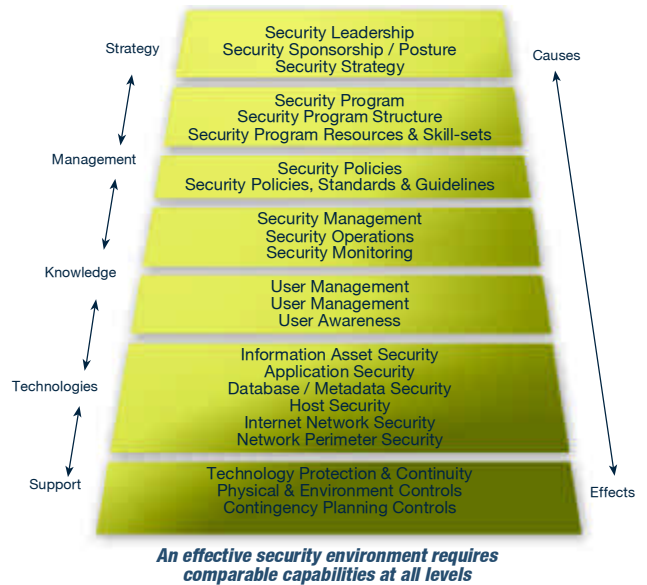 Strategy
Security Leadership
Security Sponsorship / Posture
Security Strategy
Causes
Security Program
Security Program Structure
Security Program Resources & Skill-sets
Management
Security Policies
Security Policies, Standards & Guidelines
Security Management
Security Operations
Security Monitoring
Knowledge
User Management
User Management
User Awareness
Information Asset Security
Application Security
Database / Metadata Security
Host Security
Internet Network Security
Network Perimeter Security
Technologies
Technology Protection & Continuity
Physical & Environment Controls
Contingency Planning Controls
Support
Effects
An effective security environment requires
comparable capabilities at all levels